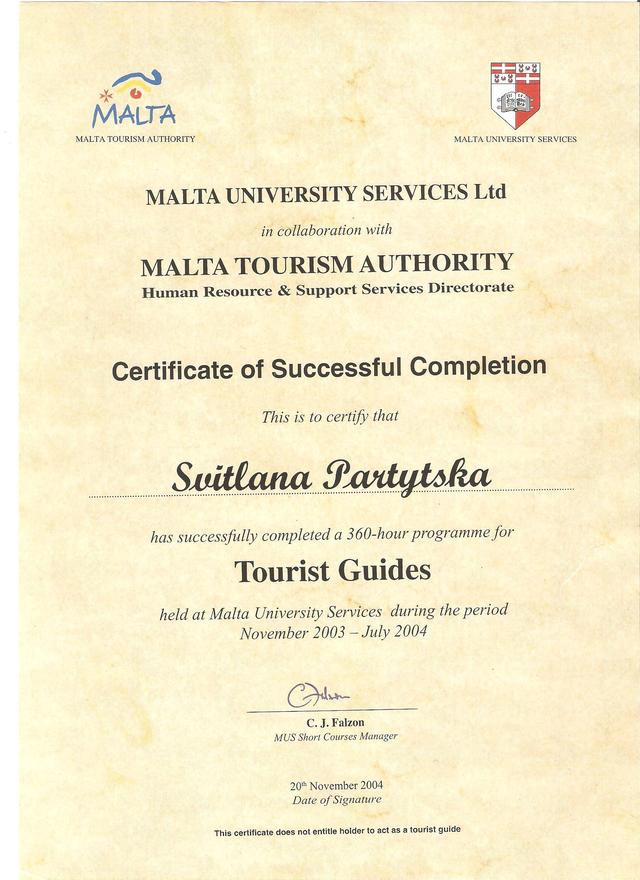 MALTA
MALTA TOURISM AUTHORITY
MALTA UNIVERSITY SERVICES
MALTA UNIVERSITY SERVICES Ltd
in collaboration with
MALTA TOURISM AUTHORITY
Human Resource & Support Services Directorate
Certificate of Successful Completion
This is to certify that
Svitlana Partytska
has successfully completed a 360-hour programme for
Tourist Guides
held at Malta University Services during the period
November 2003 – July 2004
C. J. Falzon
MUS Short Courses Manager
20th November 2004
Date of Signature
This certificate does not entitle holder to act as a tourist guide